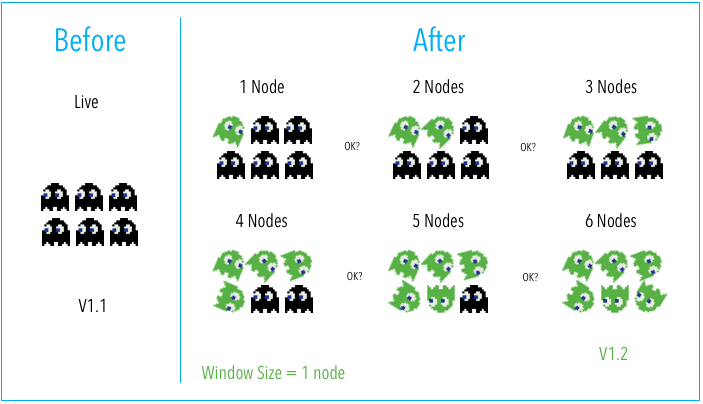 Before
After
Live
1 Node
2 Nodes
3 Nodes
OK?
OK?
4 Nodes
5 Nodes
6 Nodes
OK?
OK?
V1.1
V1.2
Window Size = 1 node